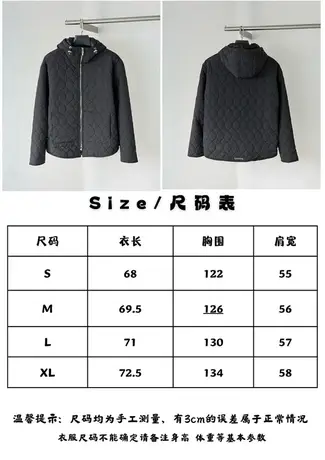 Size/尺码表
尺码 衣长 胸围 肩宽
S 68 122 55
M 69.5 126 56
L 71 130 57
XL 72.5 134 58
温馨提示：尺码均为手工测量、有3cm的误差属于正常情况
衣服尺码不能确定请备注身高 体重等基本参数